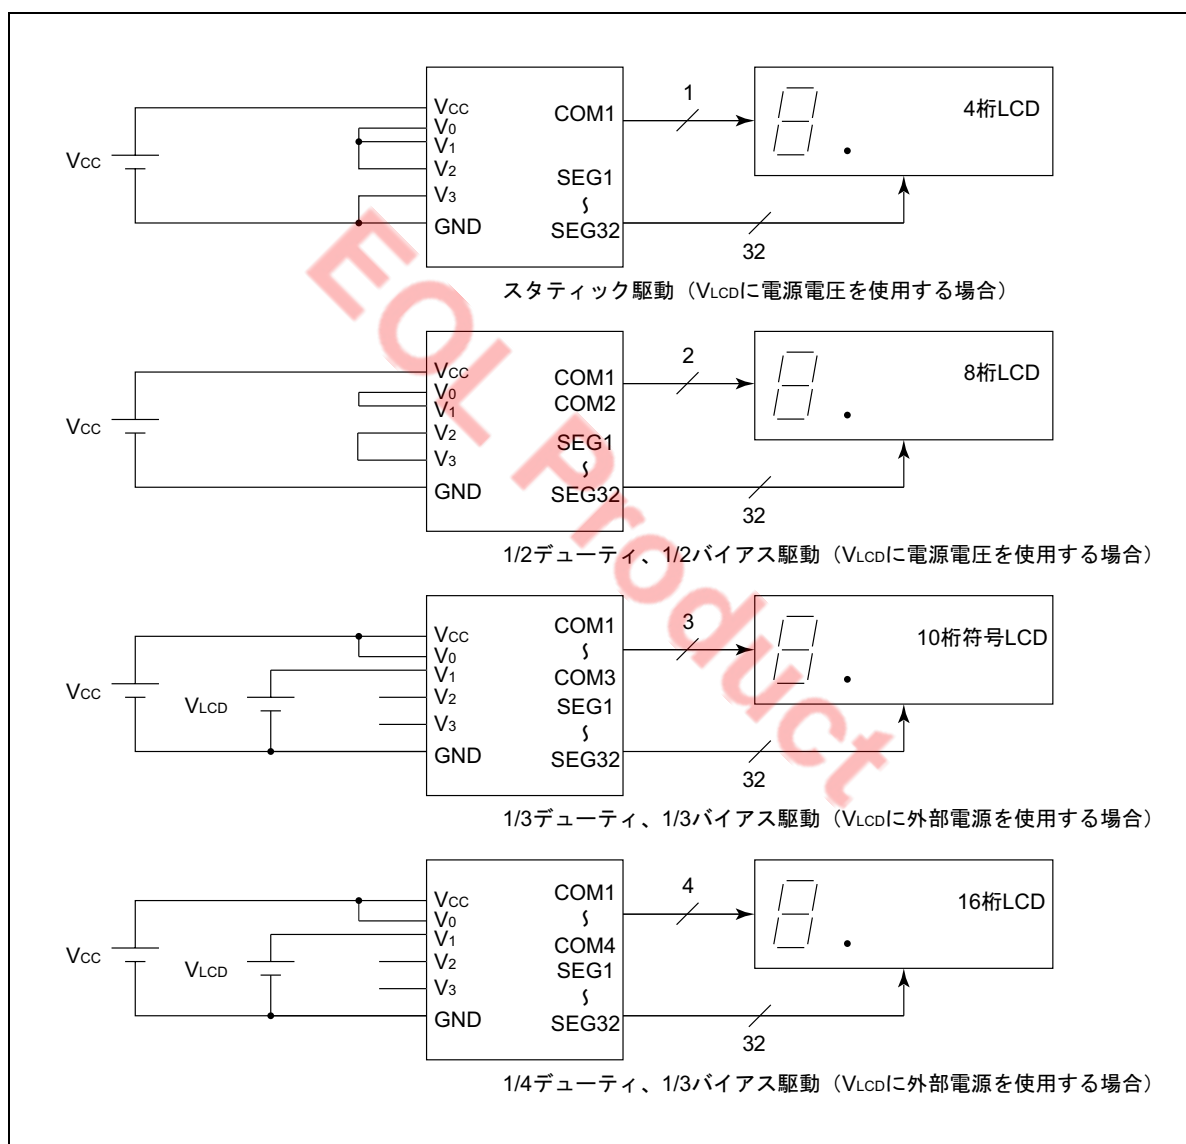 VCC
VCC
V0
V1
V2
V3
GND
COM1
SEG1
〜
SEG32
1
32
4桁LCD
スタティック駆動（VLCDに電源電圧を使用する場合）
VCC
VCC
V0
V1
V2
V3
GND
COM1
COM2
SEG1
〜
SEG32
2
32
8桁LCD
1/2デューティ、1/2バイアス駆動（VLCDに電源電圧を使用する場合）
VCC
VLCD
VCC
V0
V1
V2
V3
GND
COM1
〜
COM3
SEG1
〜
SEG32
3
32
10桁符号LCD
1/3デューティ、1/3バイアス駆動（VLCDに外部電源を使用する場合）
VCC
VLCD
VCC
V0
V1
V2
V3
GND
COM1
〜
COM4
SEG1
〜
SEG32
4
32
16桁LCD
1/4デューティ、1/3バイアス駆動（VLCDに外部電源を使用する場合）
EOL Product